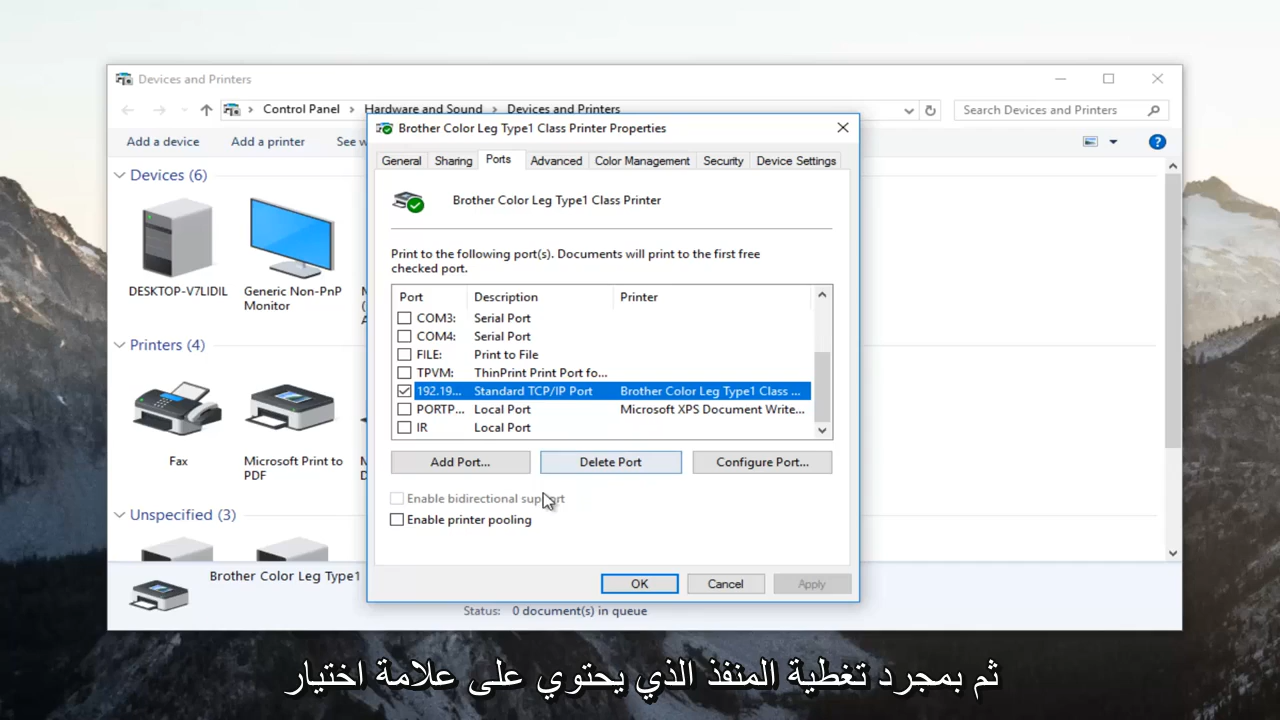 Devices and Printers
Control Panel > Hardware and Sound > Devices and Printers
Search Devices and Printers
Add a device Add a printer See w
Devices (6)
DESKTOP-V7LIDIL
Generic Non-PnP
Monitor
Printers (4)
Fax
Microsoft Print to
PDF
Unspecified (3)
Brother Color Leg Type1
Status: 0 document(s) in queue
Brother Color Leg Type1 Class Printer Properties
General Sharing Ports Advanced Color Management Security Device Settings
Brother Color Leg Type1 Class Printer
Print to the following port(s). Documents will print to the first free
checked port.
Port Description Printer
COM3: Serial Port
COM4: Serial Port
FILE: Print to File
TPVM: ThinPrint Print Port fo...
192.19... Standard TCP/IP Port Brother Color Leg Type1 Class ...
PORTP... Local Port Microsoft XPS Document Write...
IR Local Port
Add Port... Delete Port Configure Port...
Enable bidirectional support
Enable printer pooling
OK Cancel Apply
ثم بمجرد تغطية المنفذ الذي يحتوي على علامة اختيار